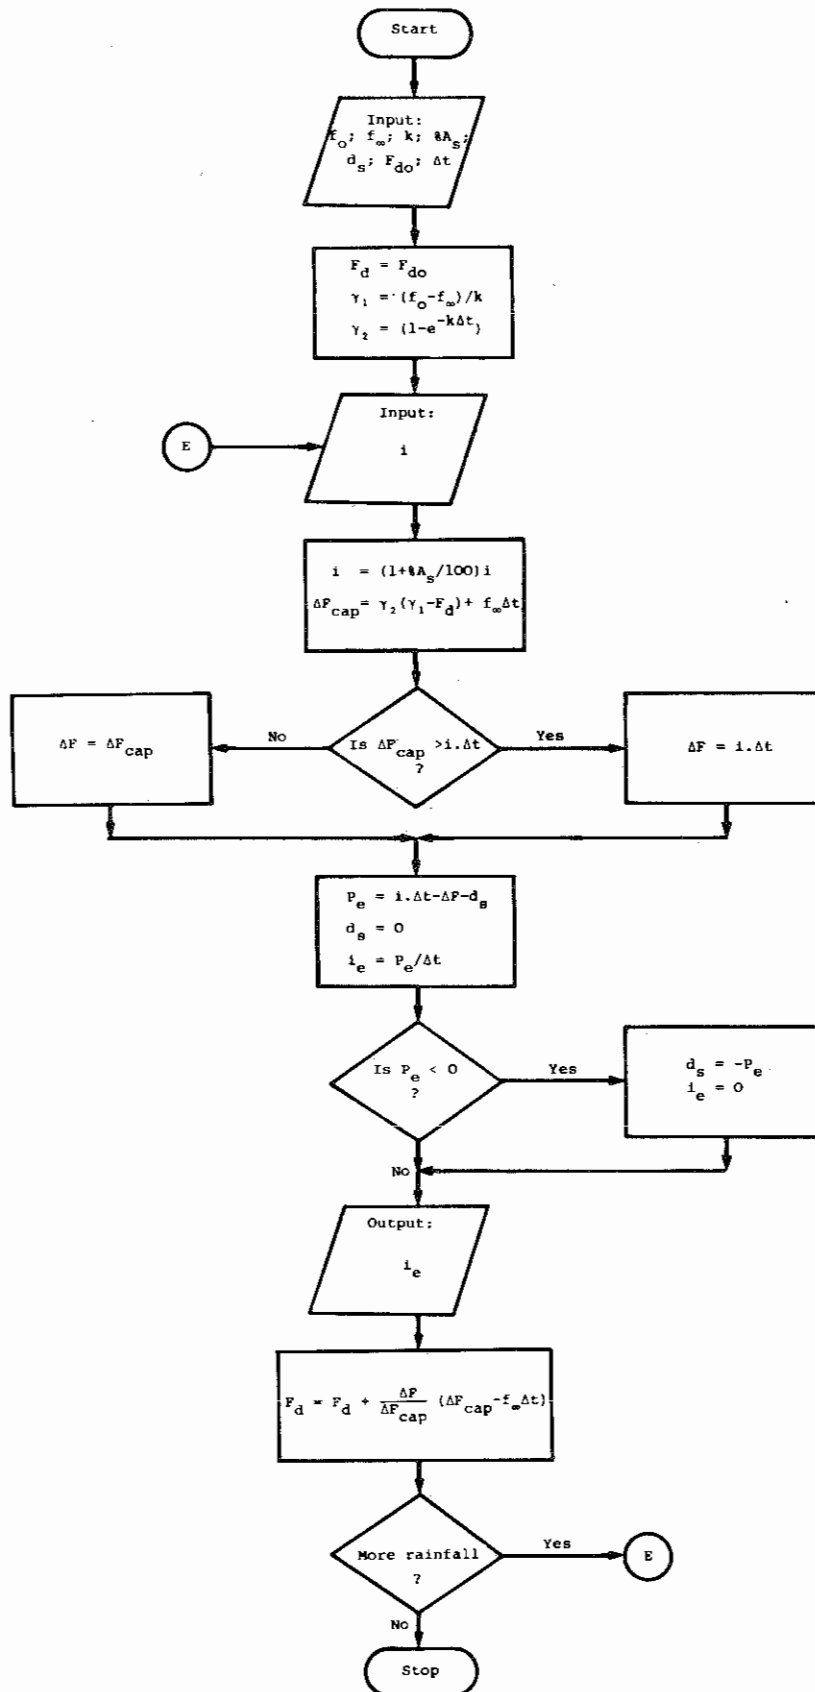 Start
Input:
f_o; f_∞; k; %A_s;
d_s; F_do; Δt
F_d = F_do
γ_1 = (f_o-f_∞)/k
γ_2 = (1-e^-kΔt)
E
Input:
i
i = (1+%A_s/100)i
ΔF_cap= γ_2(γ_1-F_d)+ f_∞Δt
ΔF = ΔF_cap
No
Is ΔF_cap >i.Δt
?
Yes
ΔF = i.Δt
P_e = i.Δt-ΔF-d_s
d_s = 0
i_e = P_e/Δt
Is P_e < 0
?
Yes
d_s = -P_e
i_e = 0
No
Output:
i_e
F_d = F_d + ΔF/ΔF_cap (ΔF_cap-f_∞Δt)
More rainfall
?
Yes
E
No
Stop